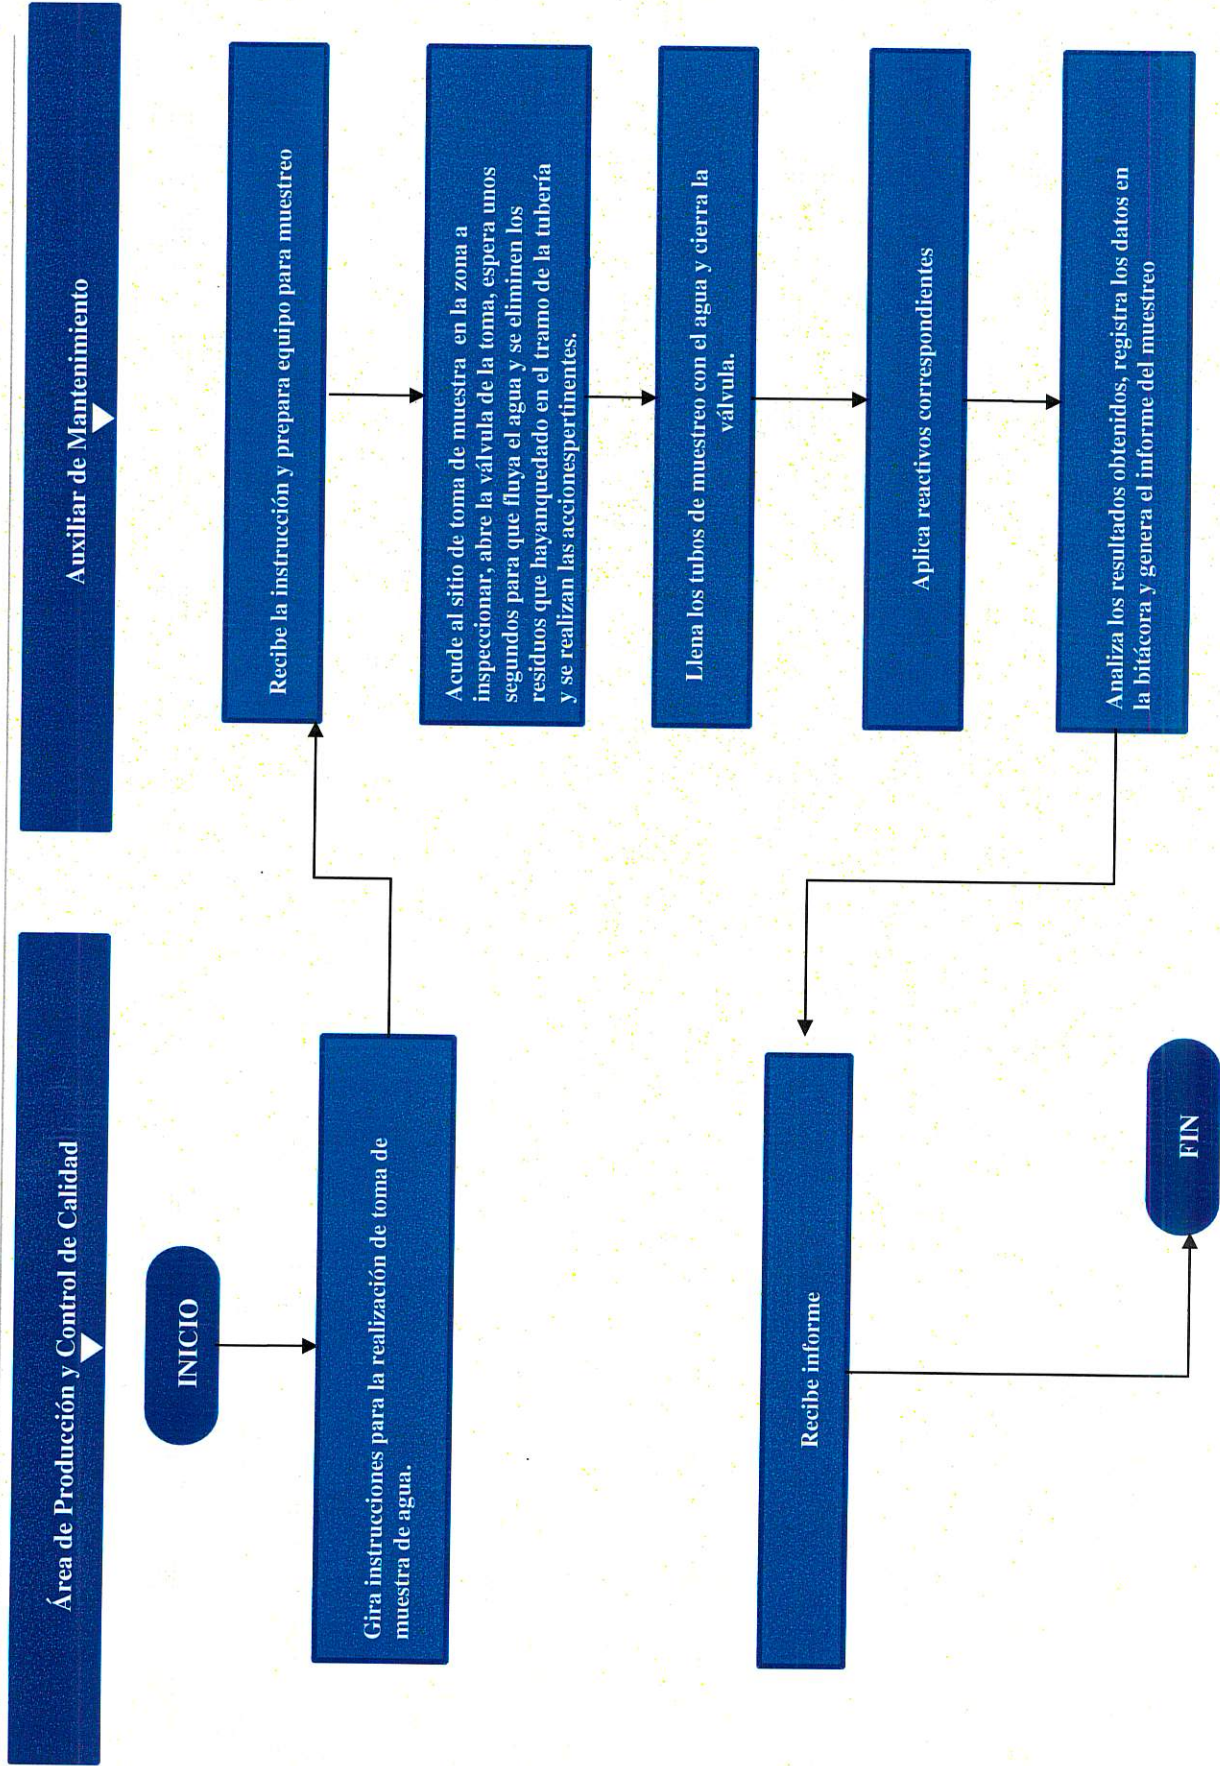 Área de Producción y Control de Calidad
Auxiliar de Mantenimiento
INICIO
Gira instrucciones para la realización de toma de
muestra de agua.
Recibe la instrucción y prepara equipo para muestreo
Acude al sitio de toma de muestra en la zona a
inspeccionar, abre la válvula de la toma, espera unos
segundos para que fluya el agua y se eliminen los
residuos que hayanquedado en el tramo de la tubería
y se realizan las accionespertinentes.
Llena los tubos de muestreo con el agua y cierra la
válvula.
Aplica reactivos correspondientes
Analiza los resultados obtenidos, registra los datos en
la bitácora y genera el informe del muestreo
Recibe informe
FIN